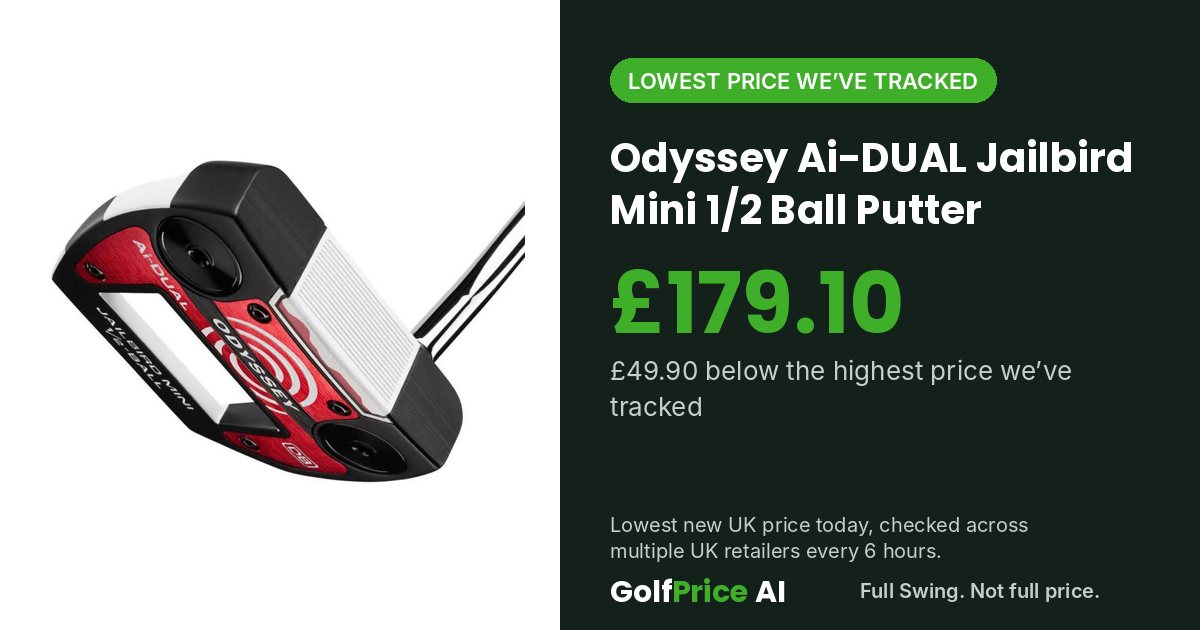 Ai-DUAL
ODYSSEY
JAILBIRD MINI
1/2-BALL
DB
LOWEST PRICE WE’VE TRACKED
Odyssey Ai-DUAL Jailbird
Mini 1/2 Ball Putter
£179.10
£49.90 below the highest price we’ve
tracked
Lowest new UK price today, checked across
multiple UK retailers every 6 hours.
GolfPrice AI
Full Swing. Not full price.